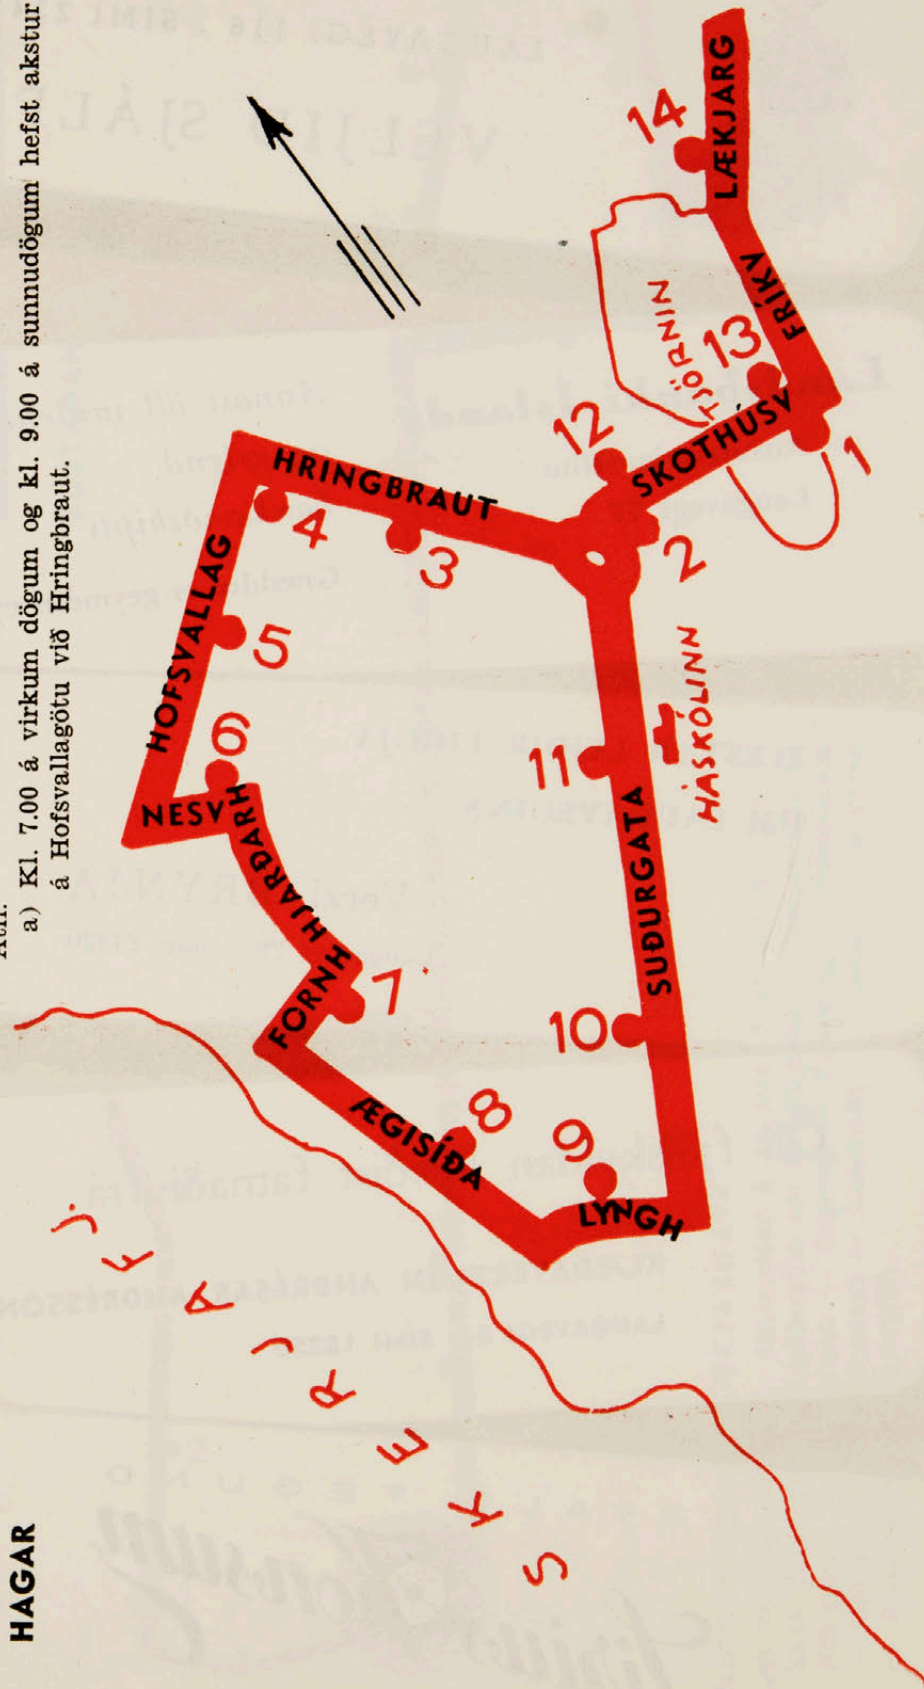 HAGAR
a) Kl. 7.00 á virkum dögum og kl. 9.00 á sunnudögum hefst akstur
á Hofsvallagötu við Hringbraut.
LÆKJARG
14
FRÍKV
TJÖRNIN
13
SKOTHÚSV
1
12
2
HRINGBRAUT
4
3
HOFSVALLAG
5
6
NESV
HJARÐARH
FORNH
7
ÆGISÍÐA
8
9
LYNGH
10
SUÐURGATA
11
HÁSKÓLINN
SKERJAFJ.